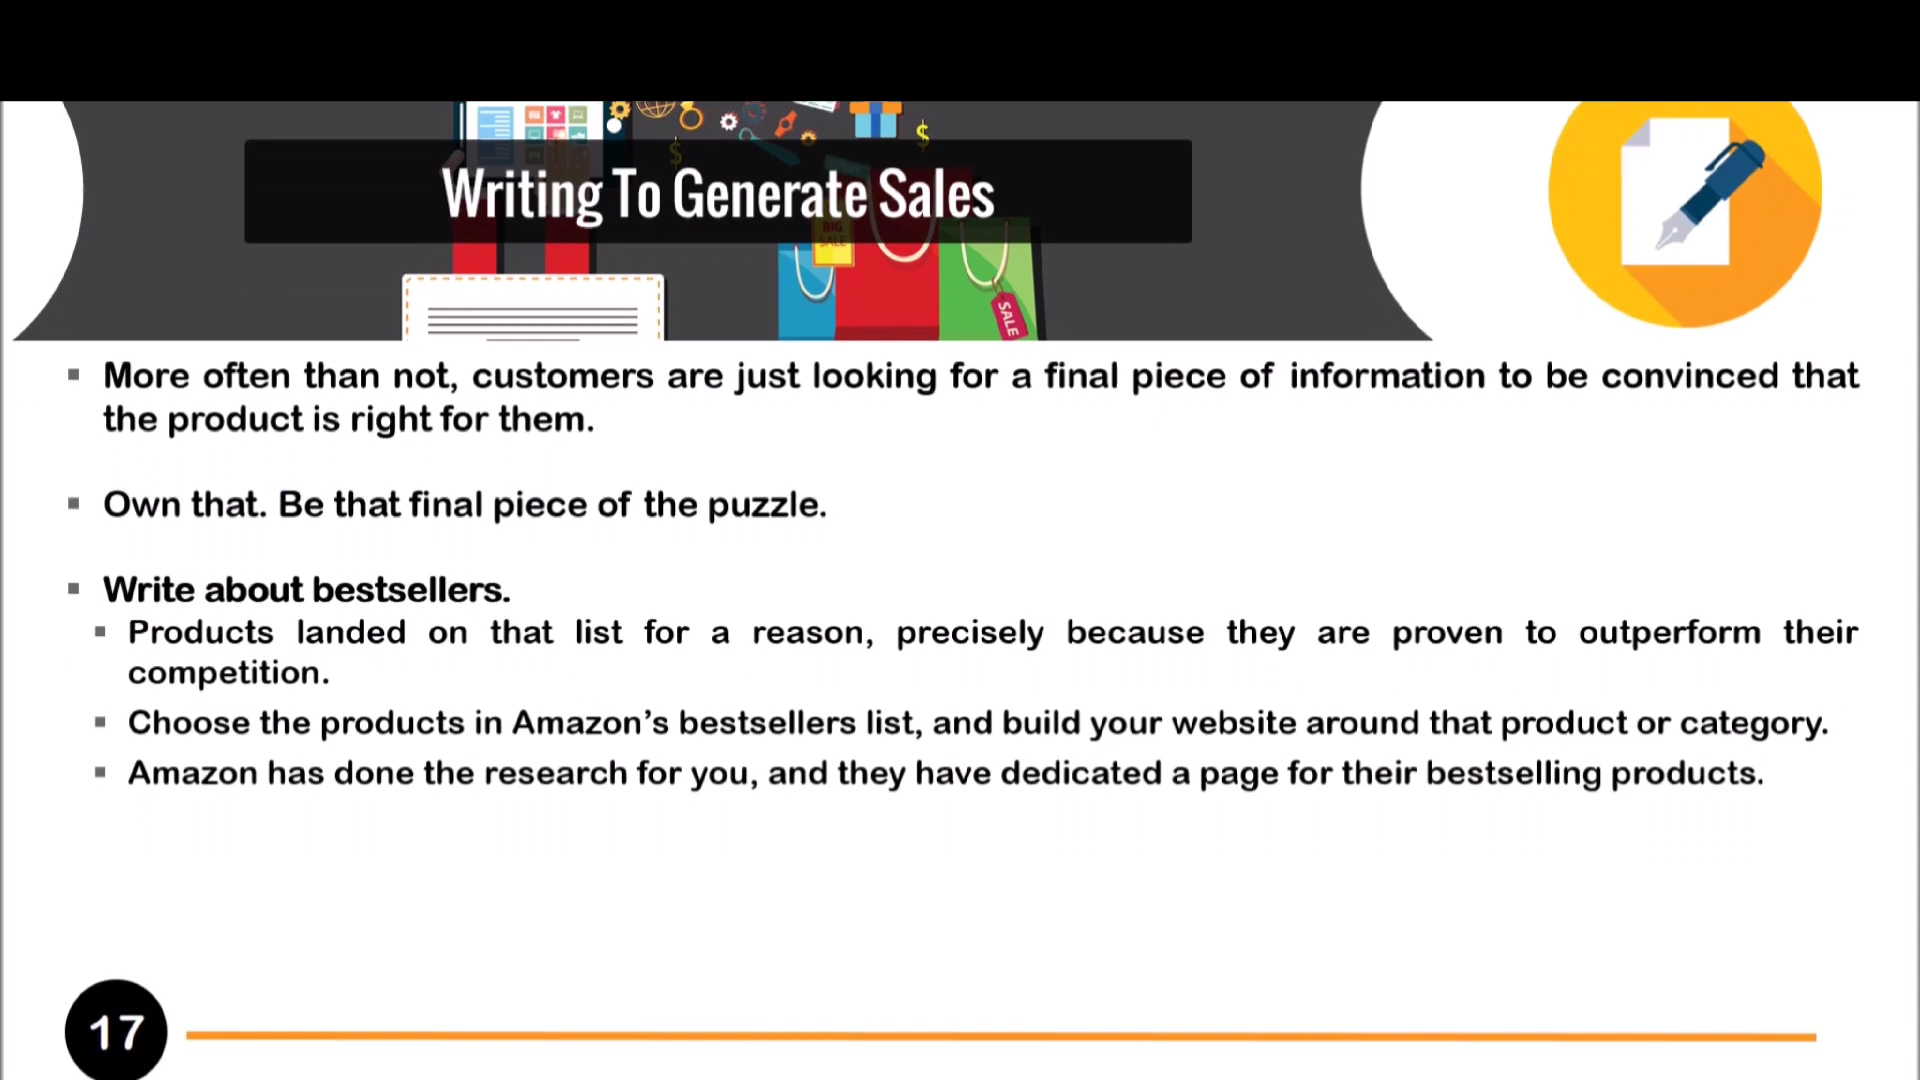 Writing To Generate Sales
BIG
SALE
SALE
More often than not, customers are just looking for a final piece of information to be convinced that
the product is right for them.
Own that. Be that final piece of the puzzle.
Write about bestsellers.
Products landed on that list for a reason, precisely because they are proven to outperform their
competition.
Choose the products in Amazon’s bestsellers list, and build your website around that product or category.
Amazon has done the research for you, and they have dedicated a page for their bestselling products.
17